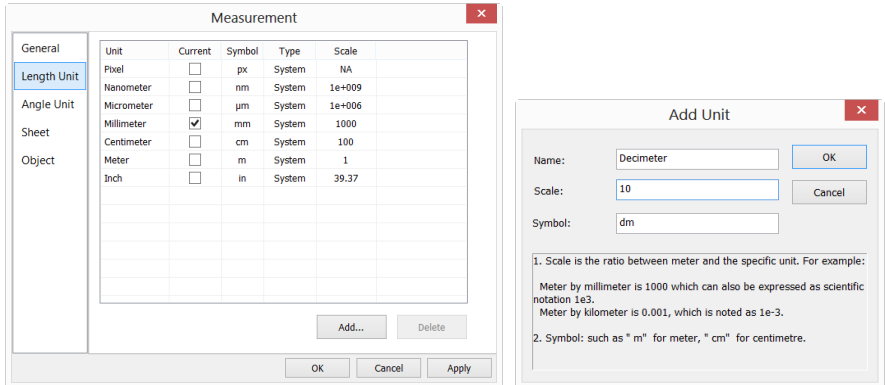 Measurement
General
Length Unit
Angle Unit
Sheet
Object
Unit Current Symbol Type Scale
Pixel px System NA
Nanometer nm System 1e+009
Micrometer µm System 1e+006
Millimeter mm System 1000
Centimeter cm System 100
Meter m System 1
Inch in System 39.37
Add... Delete
OK Cancel Apply
Add Unit
Name: Decimeter OK
Scale: 10 Cancel
Symbol: dm
1. Scale is the ratio between meter and the specific unit. For example:
Meter by millimeter is 1000 which can also be expressed as scientific
notation 1e3.
Meter by kilometer is 0.001, which is noted as 1e-3.
2. Symbol: such as " m" for meter, " cm" for centimetre.